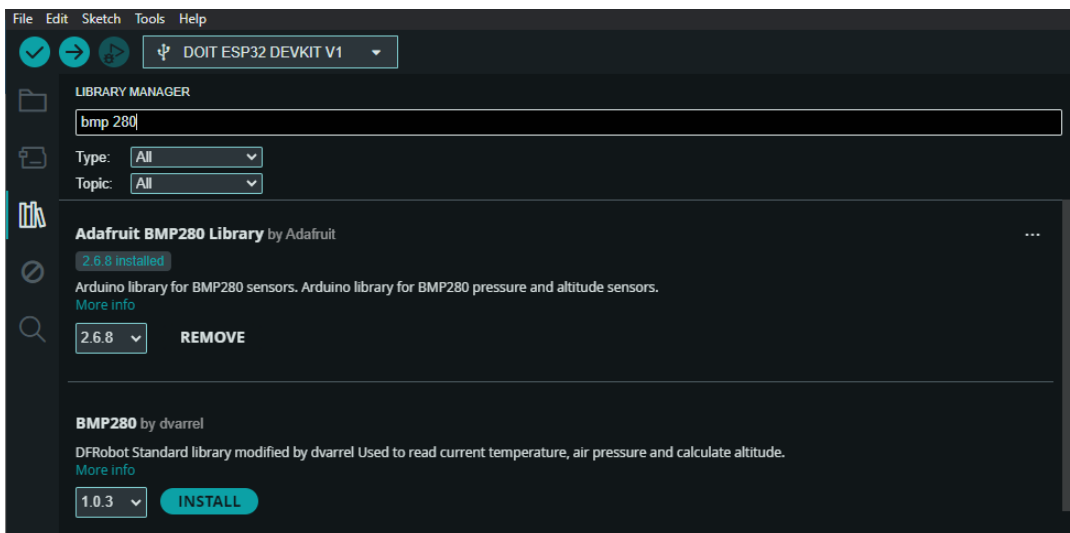 File Edit Sketch Tools Help
DOIT ESP32 DEVKIT V1
LIBRARY MANAGER
bmp 280
Type: All
Topic: All
Adafruit BMP280 Library by Adafruit
...
2.6.8 installed
Arduino library for BMP280 sensors. Arduino library for BMP280 pressure and altitude sensors.
More info
2.6.8 REMOVE
BMP280 by dvarrel
DFRobot Standard library modified by dvarrel Used to read current temperature, air pressure and calculate altitude.
More info
1.0.3 INSTALL